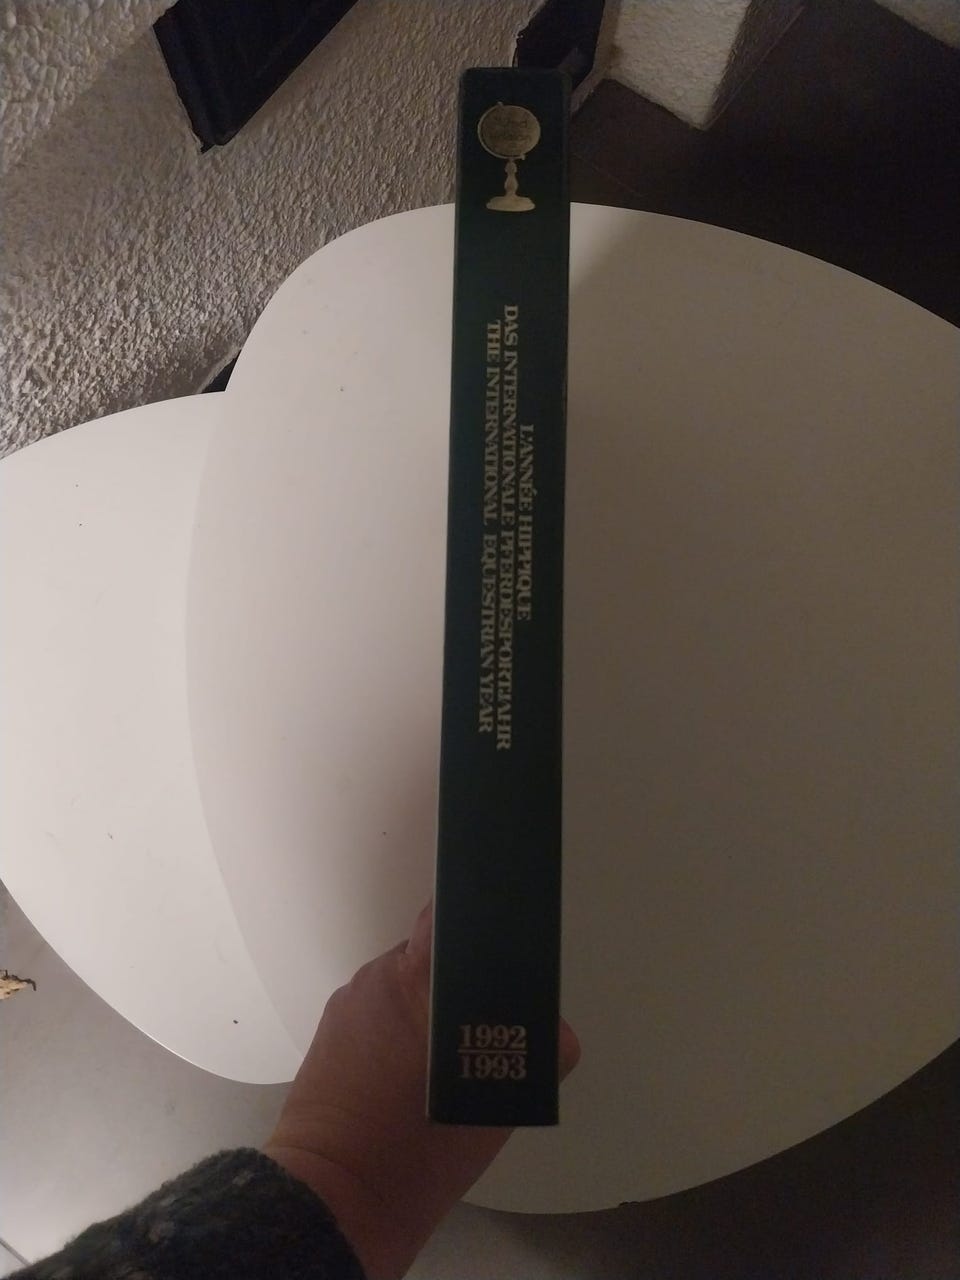 L'ANNÉE HIPPIQUE
DAS INTERNATIONALE PFERDESPORTJAHR
THE INTERNATIONAL EQUESTRIAN YEAR
1992
1993